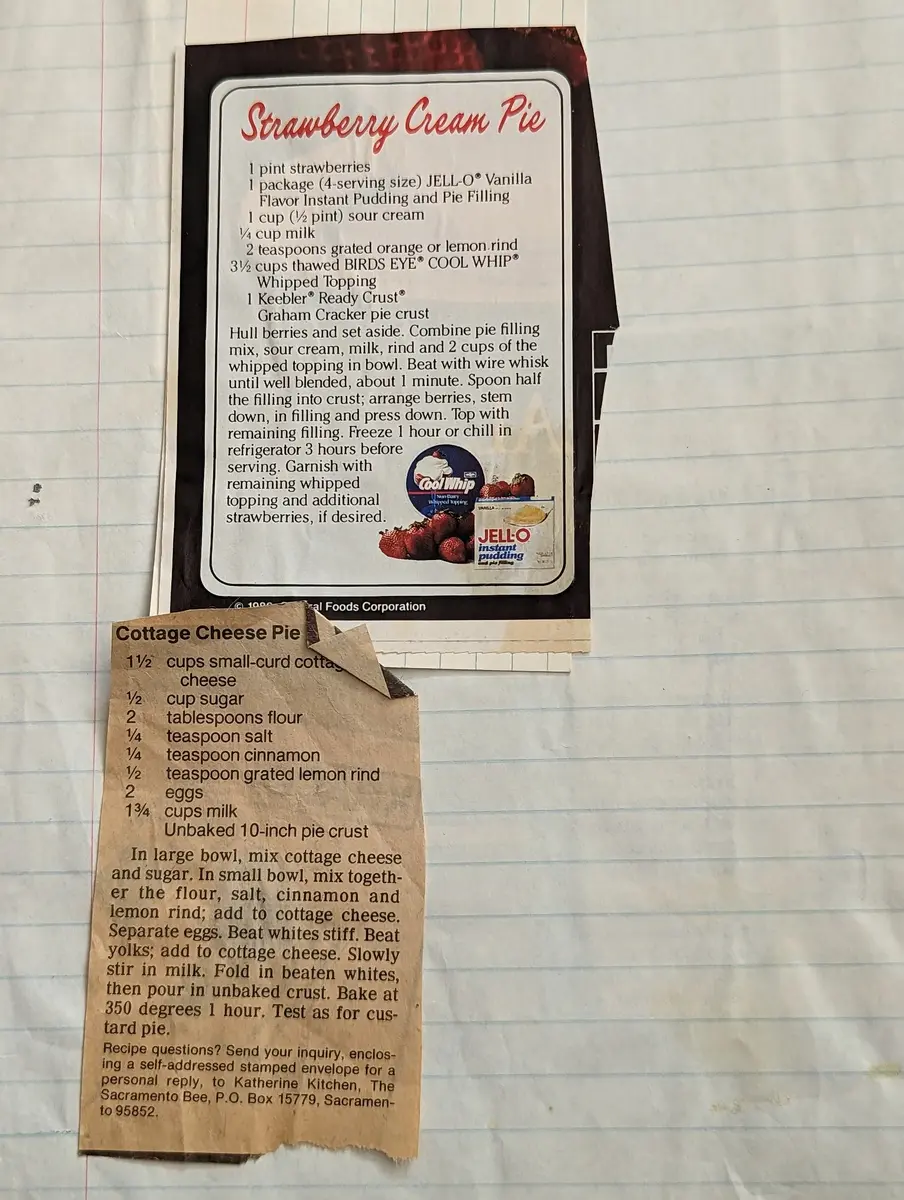 Strawberry Cream Pie
1 pint strawberries
1 package (4-serving size) JELL-O® Vanilla
Flavor Instant Pudding and Pie Filling
1 cup (½ pint) sour cream
¼ cup milk
2 teaspoons grated orange or lemon rind
3½ cups thawed BIRDS EYE® COOL WHIP®
Whipped Topping
1 Keebler® Ready Crust®
Graham Cracker pie crust
Hull berries and set aside. Combine pie filling
mix, sour cream, milk, rind and 2 cups of the
whipped topping in bowl. Beat with wire whisk
until well blended, about 1 minute. Spoon half
the filling into crust; arrange berries, stem
down, in filling and press down. Top with
remaining filling. Freeze 1 hour or chill in
refrigerator 3 hours before
serving. Garnish with
remaining whipped
topping and additional
strawberries, if desired.
Cool Whip
Non-Dairy
Whipped Topping
VANILLA
JELL-O
instant
pudding
and pie filling
© Foods Corporation
Cottage Cheese Pie
1½ cups small-curd
cheese
½ cup sugar
2 tablespoons flour
¼ teaspoon salt
¼ teaspoon cinnamon
½ teaspoon grated lemon rind
2 eggs
1¾ cups milk
Unbaked 10-inch pie crust
In large bowl, mix cottage cheese
and sugar. In small bowl, mix togeth-
er the flour, salt, cinnamon and
lemon rind; add to cottage cheese.
Separate eggs. Beat whites stiff. Beat
yolks; add to cottage cheese. Slowly
stir in milk. Fold in beaten whites,
then pour in unbaked crust. Bake at
350 degrees 1 hour. Test as for cus-
tard pie.
Recipe questions? Send your inquiry, enclos-
ing a self-addressed stamped envelope for a
personal reply, to Katherine Kitchen, The
Sacramento Bee, P.O. Box 15779, Sacramen-
to 95852.